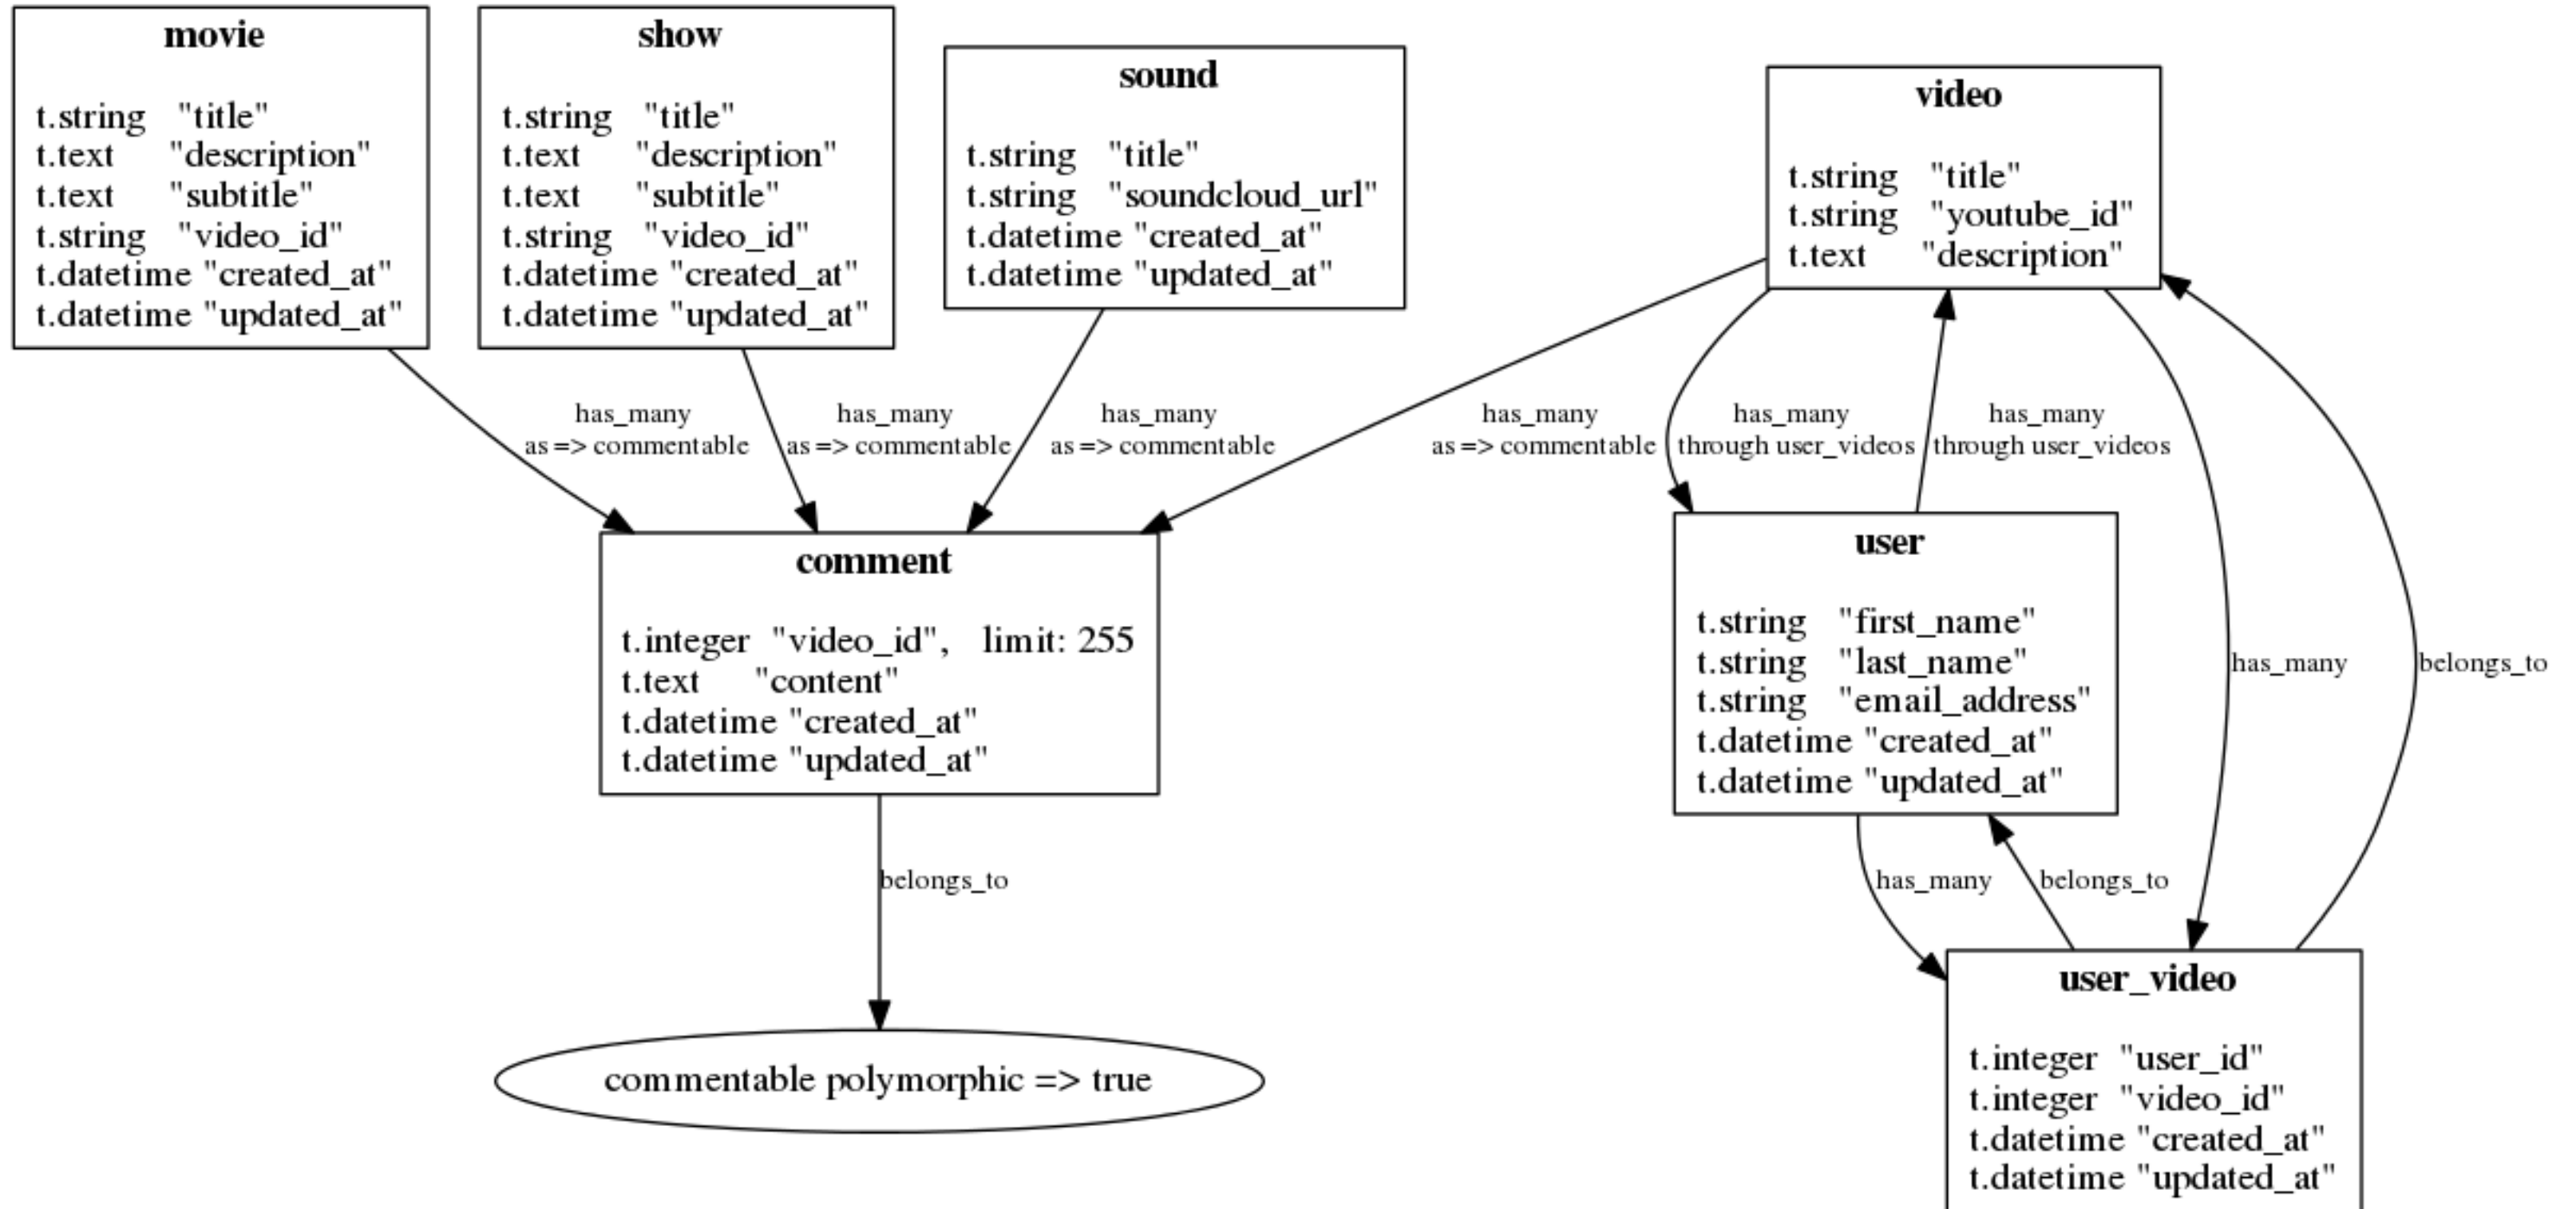 movie
t.string "title"
t.text "description"
t.text "subtitle"
t.string "video_id"
t.datetime "created_at"
t.datetime "updated_at"
show
t.string "title"
t.text "description"
t.text "subtitle"
t.string "video_id"
t.datetime "created_at"
t.datetime "updated_at"
sound
t.string "title"
t.string "soundcloud_url"
t.datetime "created_at"
t.datetime "updated_at"
video
t.string "title"
t.string "youtube_id"
t.text "description"
has_many
as => commentable
has_many
as => commentable
has_many
as => commentable
has_many
as => commentable
has_many
through user_videos
has_many
through user_videos
comment
t.integer "video_id", limit: 255
t.text "content"
t.datetime "created_at"
t.datetime "updated_at"
user
t.string "first_name"
t.string "last_name"
t.string "email_address"
t.datetime "created_at"
t.datetime "updated_at"
has_many
belongs_to
belongs_to
has_many
belongs_to
commentable polymorphic => true
user_video
t.integer "user_id"
t.integer "video_id"
t.datetime "created_at"
t.datetime "updated_at"